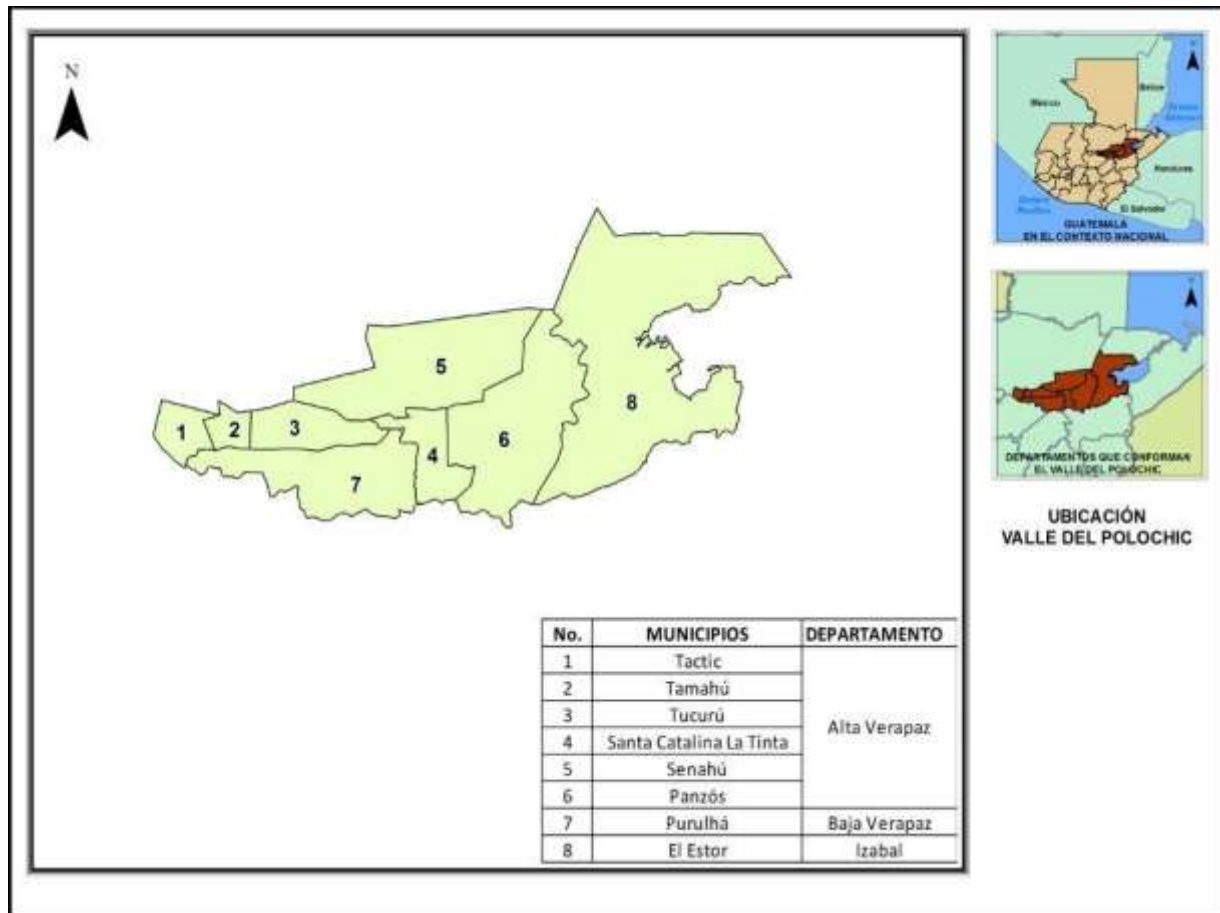 N
1
2
3
4
5
6
7
8
No. MUNICIPIOS DEPARTAMENTO
1 Tactic
2 Tamahú
3 Tucurú
Alta Verapaz
4 Santa Catalina La Tinta
5 Senahú
6 Panzós
7 Purulhá Baja Verapaz
8 El Estor Izabal
México
Belice
Honduras
El Salvador
GUATEMALA
EN EL CONTEXTO NACIONAL
DEPARTAMENTOS QUE CONFORMAN
EL VALLE DEL POLOCHIC
UBICACIÓN
VALLE DEL POLOCHIC